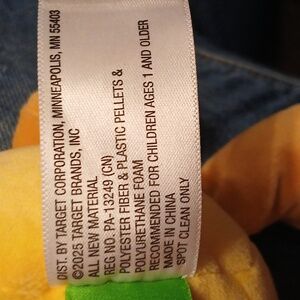 DIST. BY TARGET CORPORATION, MINNEAPOLIS, MN 55403
©2025 TARGET BRANDS, INC
ALL NEW MATERIAL
REG NO. PA-13249 (CN)
POLYESTER FIBER & PLASTIC PELLETS &
POLYURETHANE FOAM
RECOMMENDED FOR CHILDREN AGES 1 AND OLDER
MADE IN CHINA
SPOT CLEAN ONLY